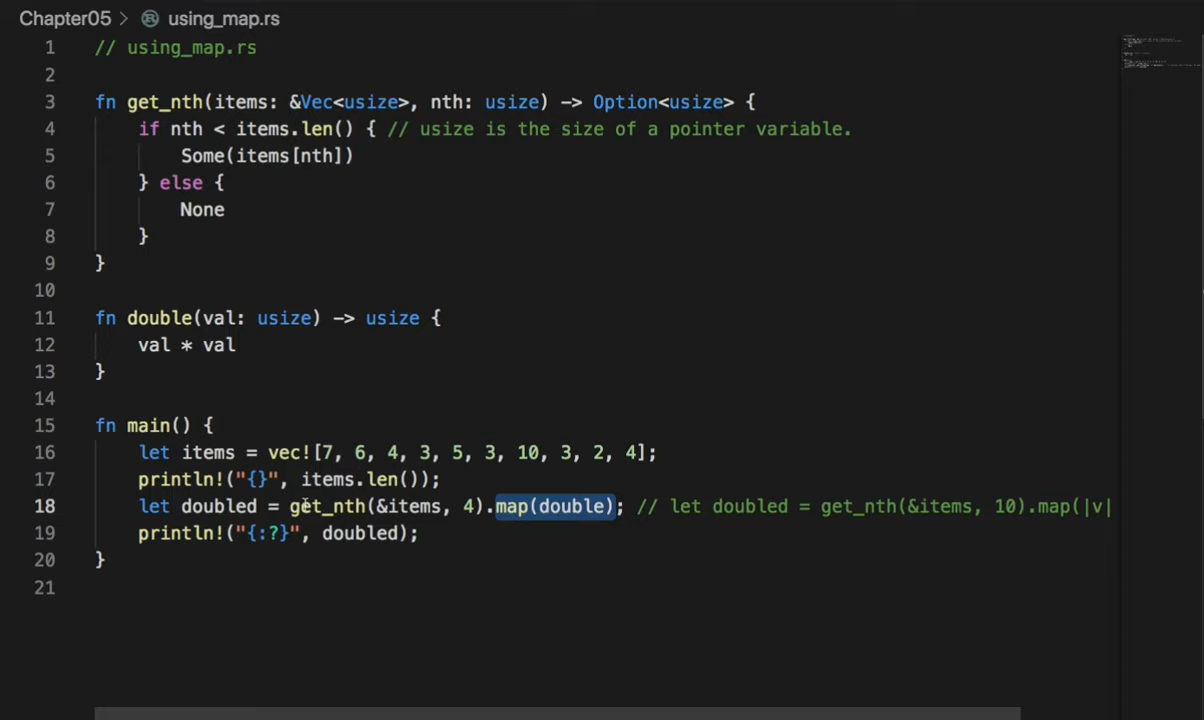 Chapter05 > using_map.rs
1 // using_map.rs
2
3 fn get_nth(items: &Vec<usize>, nth: usize) -> Option<usize> {
4     if nth < items.len() { // usize is the size of a pointer variable.
5         Some(items[nth])
6     } else {
7         None
8     }
9 }
10
11 fn double(val: usize) -> usize {
12     val * val
13 }
14
15 fn main() {
16     let items = vec![7, 6, 4, 3, 5, 3, 10, 3, 2, 4];
17     println!("{}", items.len());
18     let doubled = get_nth(&items, 4).map(double); // let doubled = get_nth(&items, 10).map(|v|
19     println!("{:?}", doubled);
20 }
21